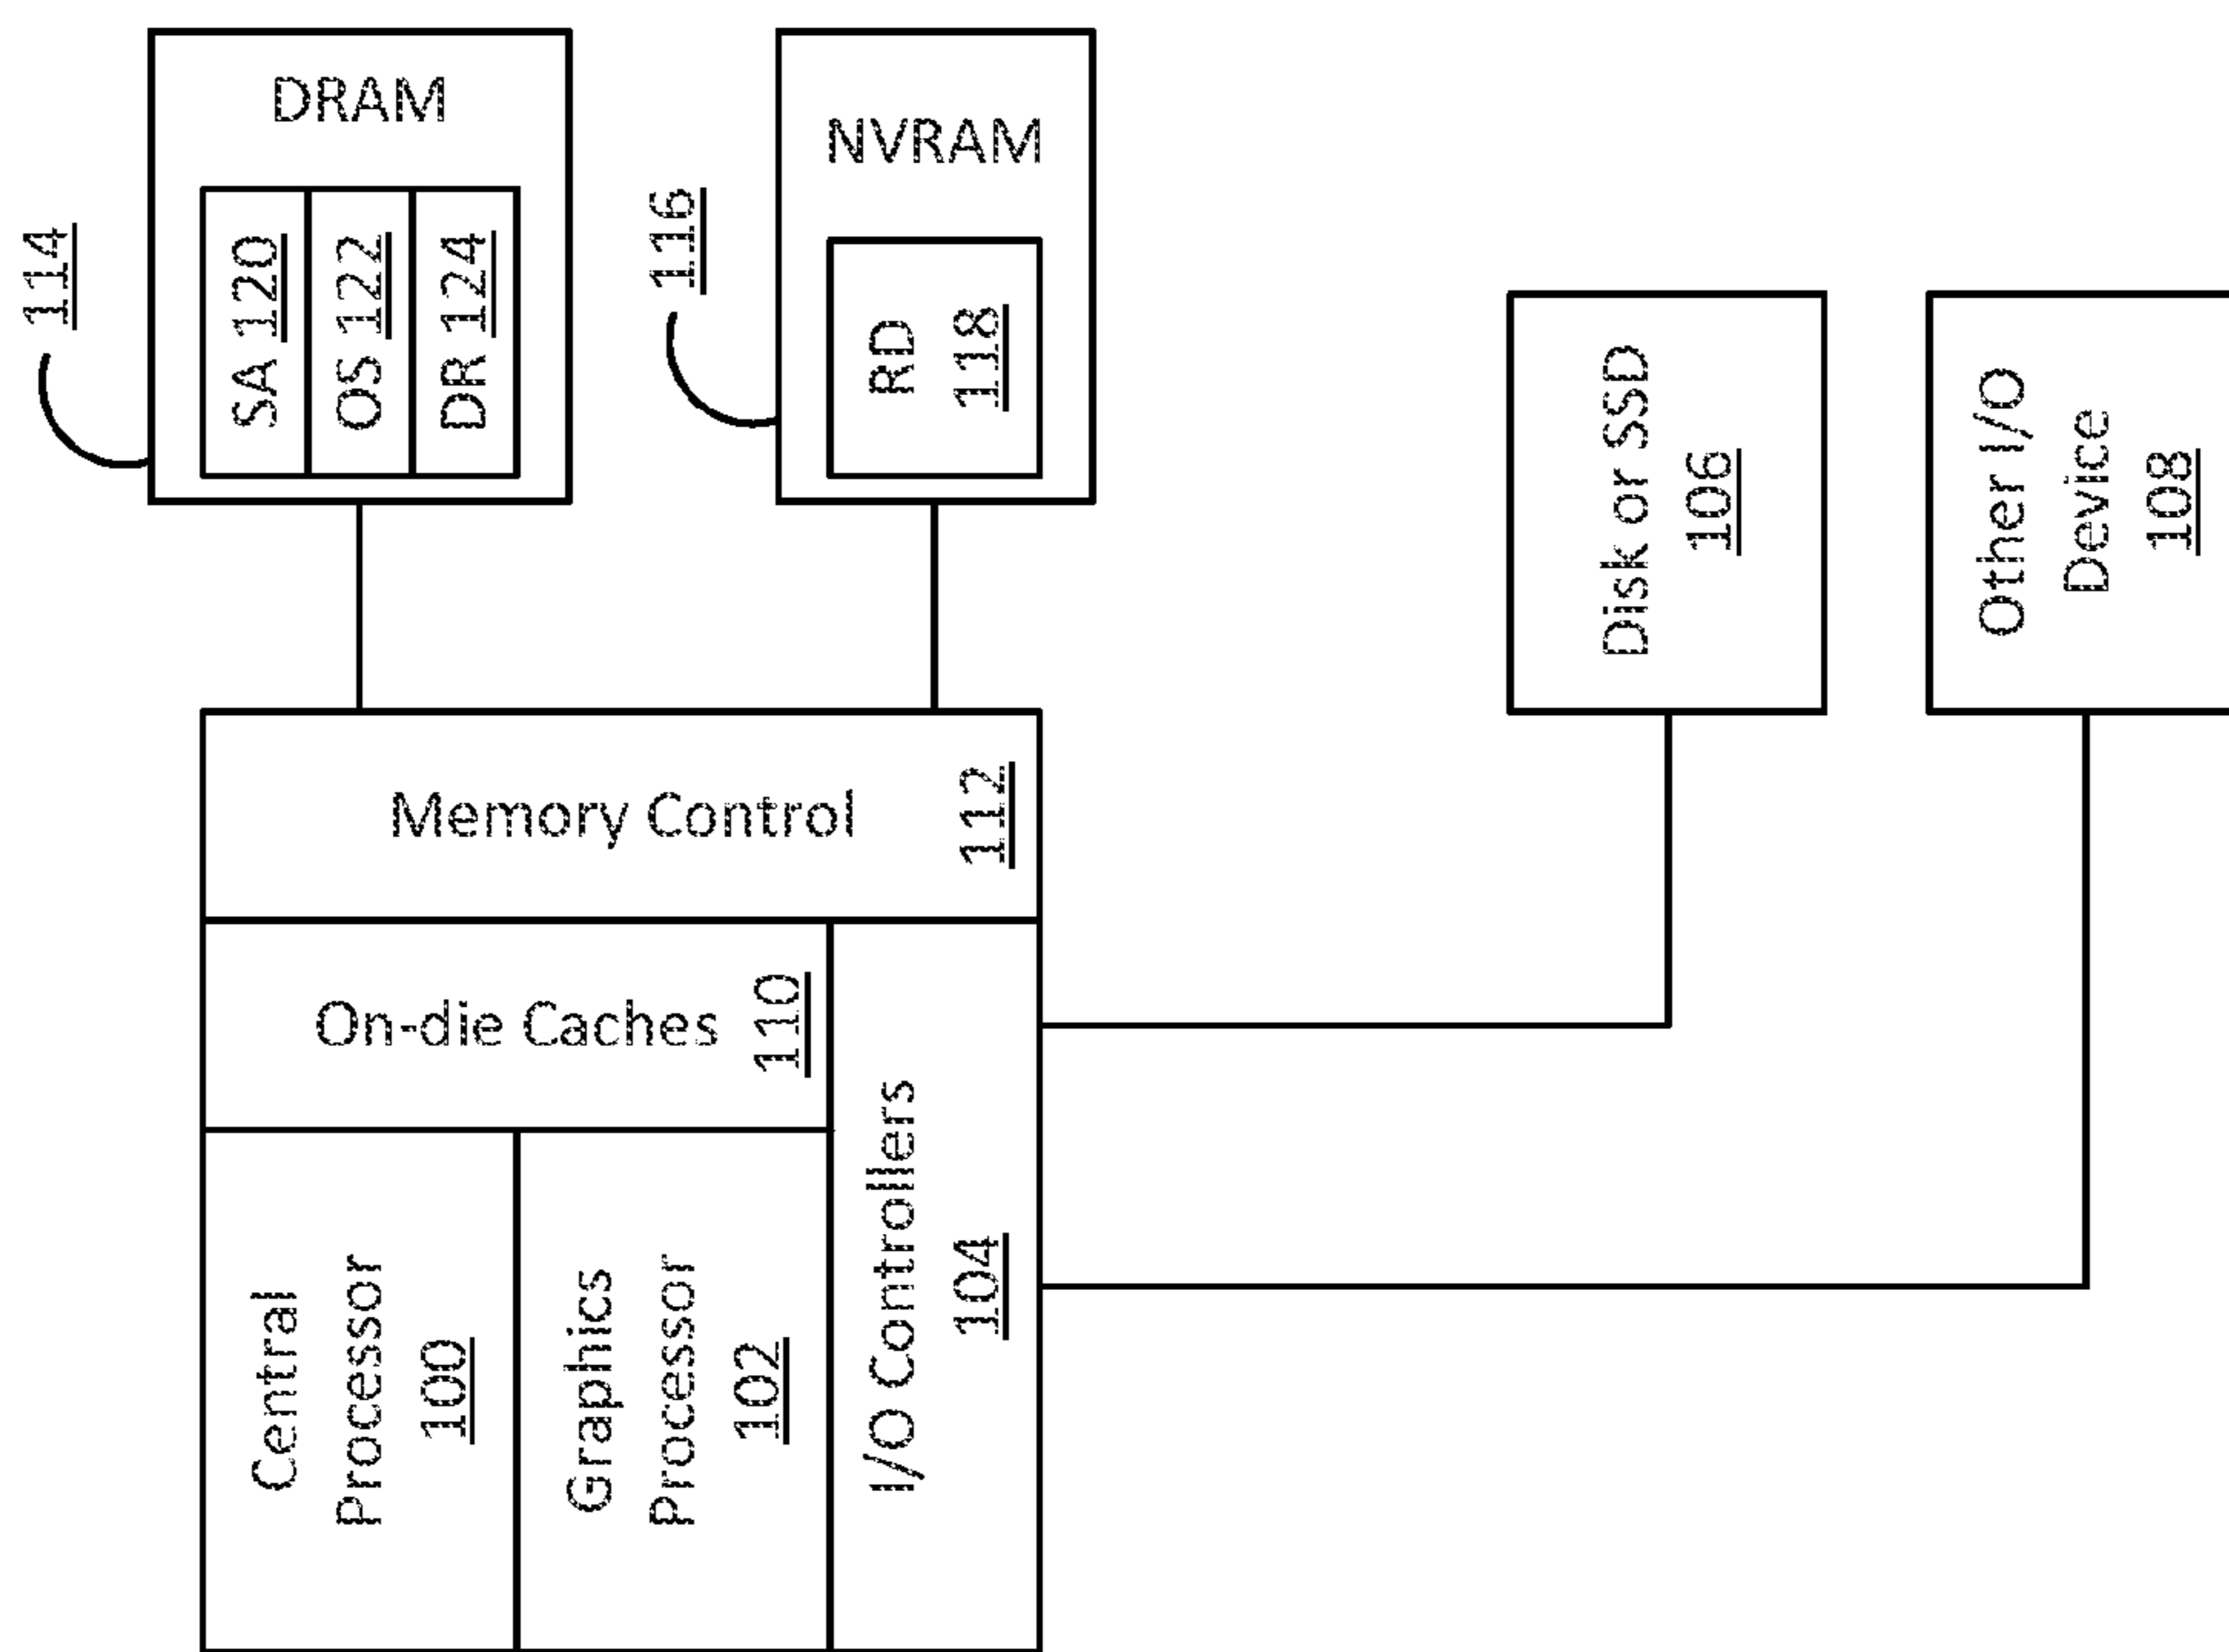 114
DRAM
SA 120
OS 122
DR 124
116
NVRAM
RD
118
Memory Control
112
On-die Caches
110
Central
Processor
100
Graphics
Processor
102
I/O Controllers
104
Disk or SSD
106
Other I/O
Device
108